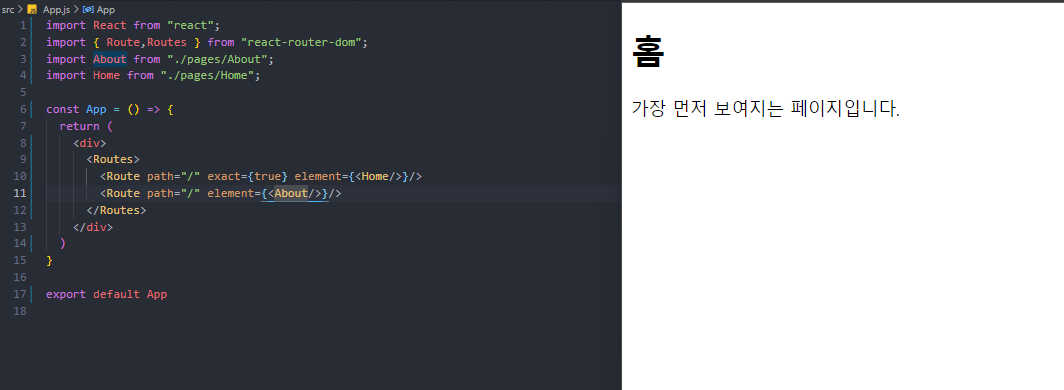 src > App.js > App
1 import React from "react";
2 import { Route,Routes } from "react-router-dom";
3 import About from "./pages/About";
4 import Home from "./pages/Home";
5
6 const App = () => {
7 return (
8 <div>
9 <Routes>
10 <Route path="/" exact={true} element={<Home/>}/>
11 <Route path="/" element={<About/>}/>
12 </Routes>
13 </div>
14 )
15 }
16
17 export default App
18
홈
가장 먼저 보여지는 페이지입니다.